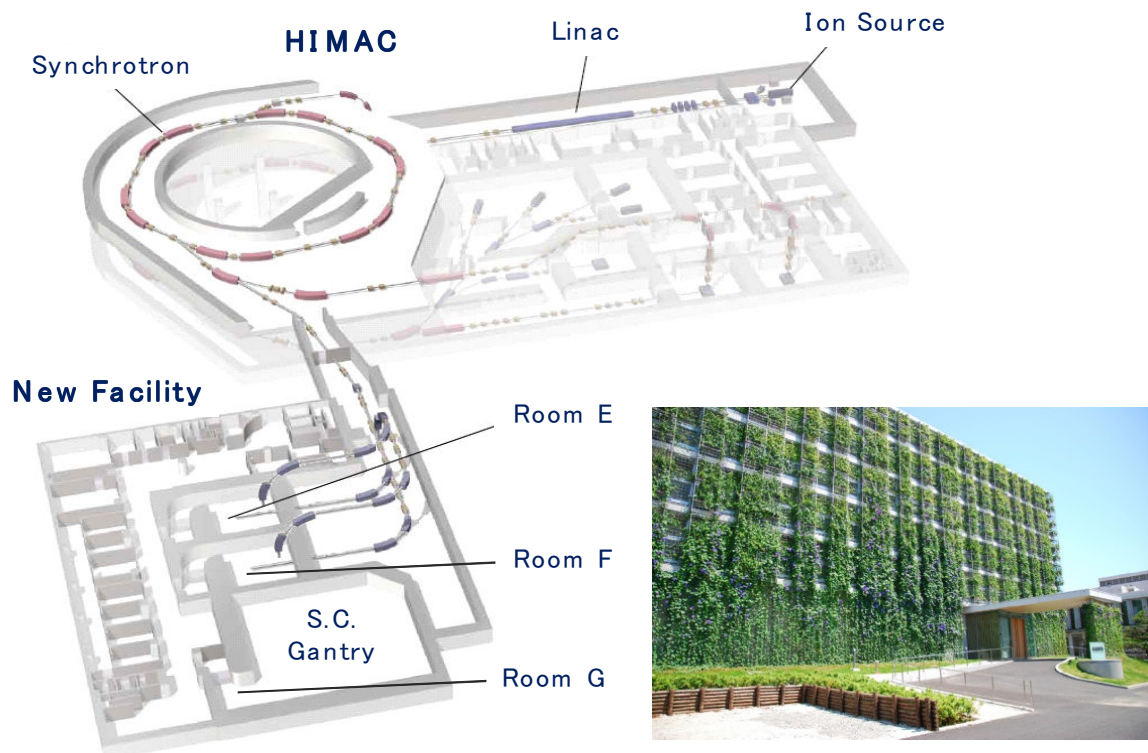 HIMAC
Linac
Ion Source
Synchrotron
New Facility
Room E
Room F
S.C.
Gantry
Room G